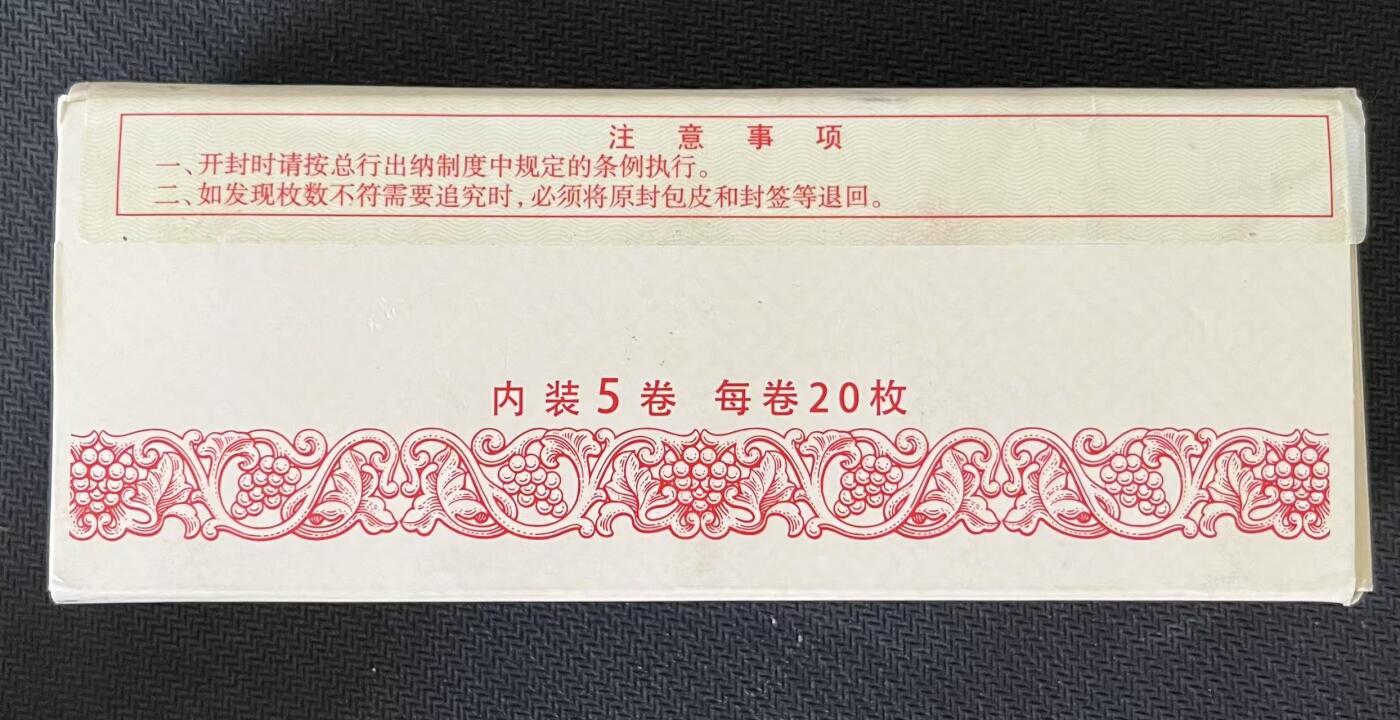 注意事项
一、开封时请按总行出纳制度中规定的条例执行。
二、如发现枚数不符需要追究时,必须将原封包皮和封签等退回。
内装5卷 每卷20枚